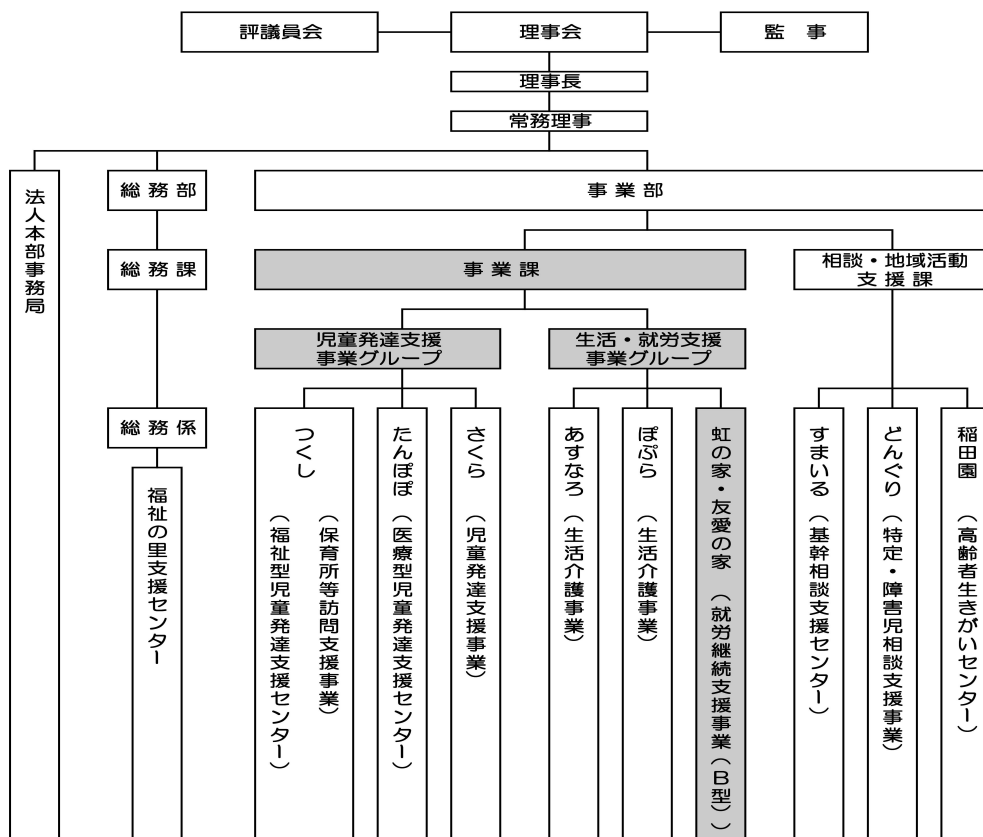 評議員会
理事会
監　事
理事長
常務理事
法人本部事務局
総 務 部
事 業 部
総 務 課
事 業 課
相談・地域活動
支 援 課
児童発達支援
事業グループ
生活・就労支援
事業グループ
総 務 係
福祉の里支援センター
つくし
（保育所等訪問支援事業）
（福祉型児童発達支援センター）
たんぽぽ（医療型児童発達支援センター）
さくら（児童発達支援事業）
あすなろ（生活介護事業）
ぽぷら（生活介護事業）
虹の家・友愛の家　（就労継続支援事業（Ｂ型））
すまいる（基幹相談支援センター）
どんぐり（特定・障害児相談支援事業）
稲田園　（高齢者生きがいセンター）